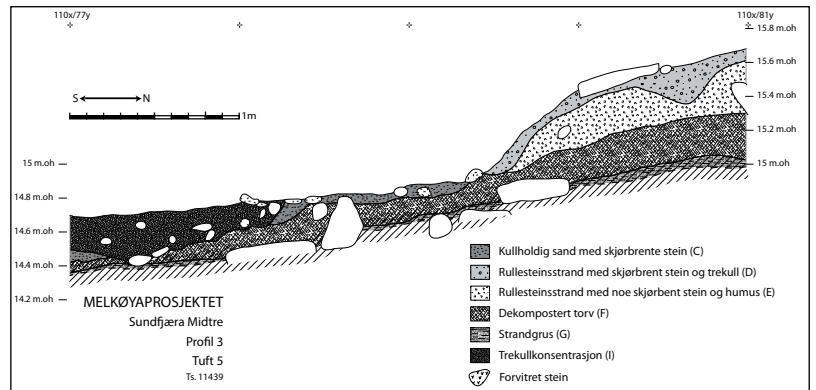 110x/77y
110x/81y
15.8 m.oh
15.6 m.oh
S N
15.4 m.oh
1m
15.2 m.oh
15 m.oh
15 m.oh
14.8 m.oh
14.6 m.oh
14.4 m.oh
14.2 m.oh
MELKØYAPROSJEKTET
Sundfjæra Midtre
Profil 3
Tuft 5
Ts. 11439
Kullholdig sand med skjørbrente stein (C)
Rullesteinsstrand med skjørbrent stein og trekull (D)
Rullesteinsstrand med noe skjørbent stein og humus (E)
Dekompostert torv (F)
Strandgrus (G)
Trekullkonsentrasjon (I)
Forvitret stein